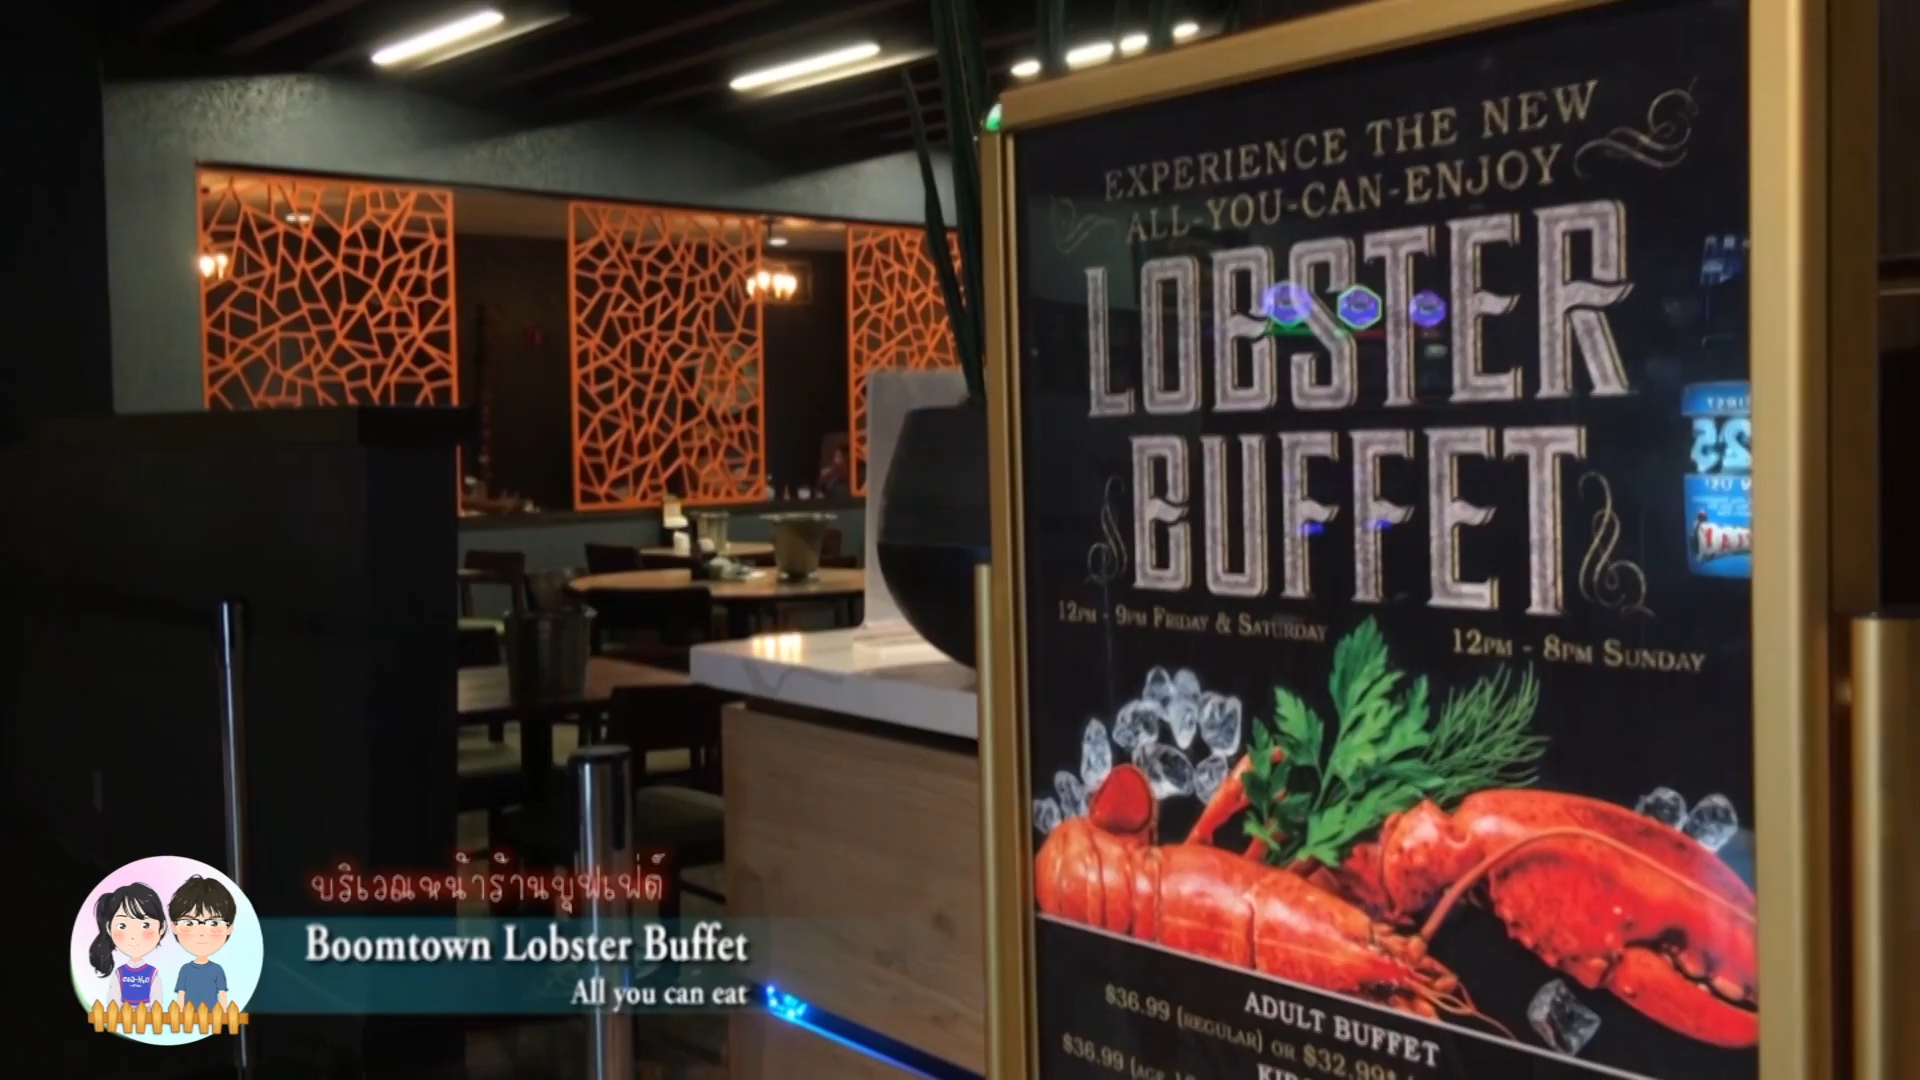 EXPERIENCE THE NEW
ALL-YOU-CAN-ENJOY
LOBSTER
BUFFET
12PM - 9PM FRIDAY & SATURDAY
12PM - 8PM SUNDAY
ADULT BUFFET
$36.99 (REGULAR) OR $32.99*
$36.99 (AGE
บริเวณหน้าร้านบุฟเฟ่ต์
Boomtown Lobster Buffet
All you can eat